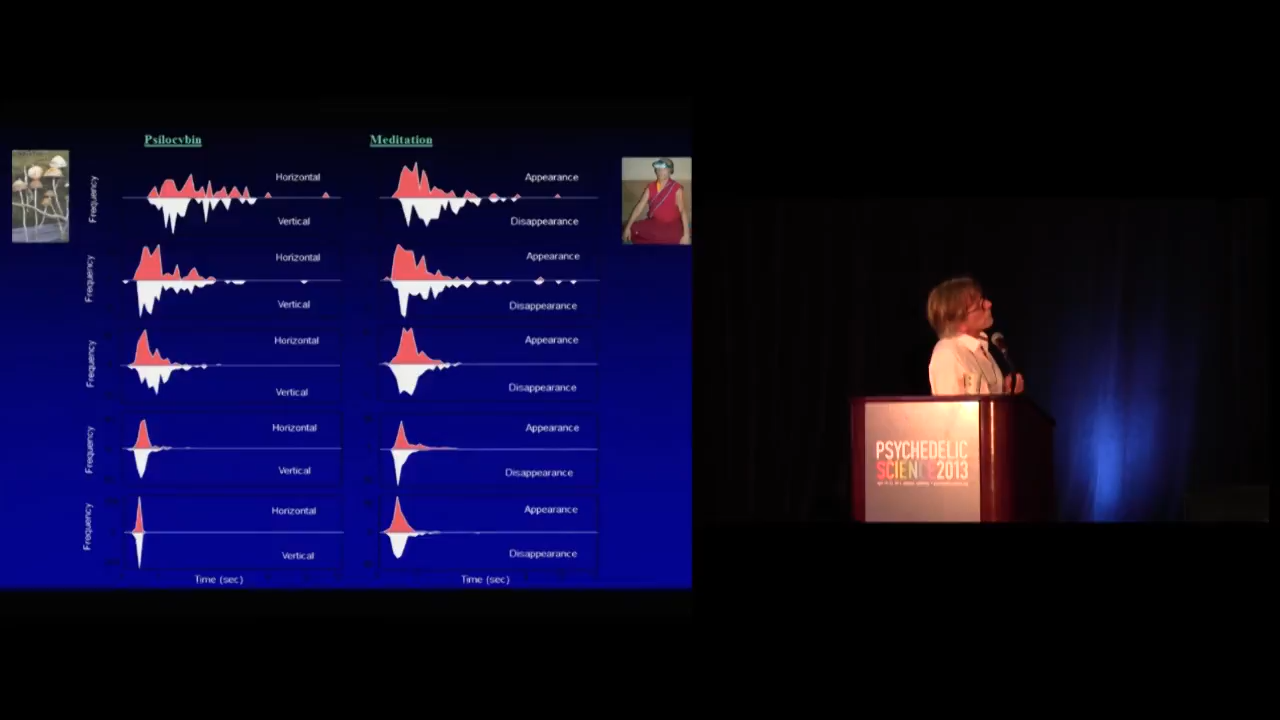 Psilocybin
Meditation
Frequency
Horizontal
Vertical
Appearance
Disappearance
Frequency
Horizontal
Vertical
Appearance
Disappearance
Frequency
Horizontal
Vertical
Appearance
Disappearance
Frequency
Horizontal
Vertical
Appearance
Disappearance
Frequency
Horizontal
Vertical
Appearance
Disappearance
Time (sec)
Time (sec)
PSYCHEDELIC
SCIENCE2013